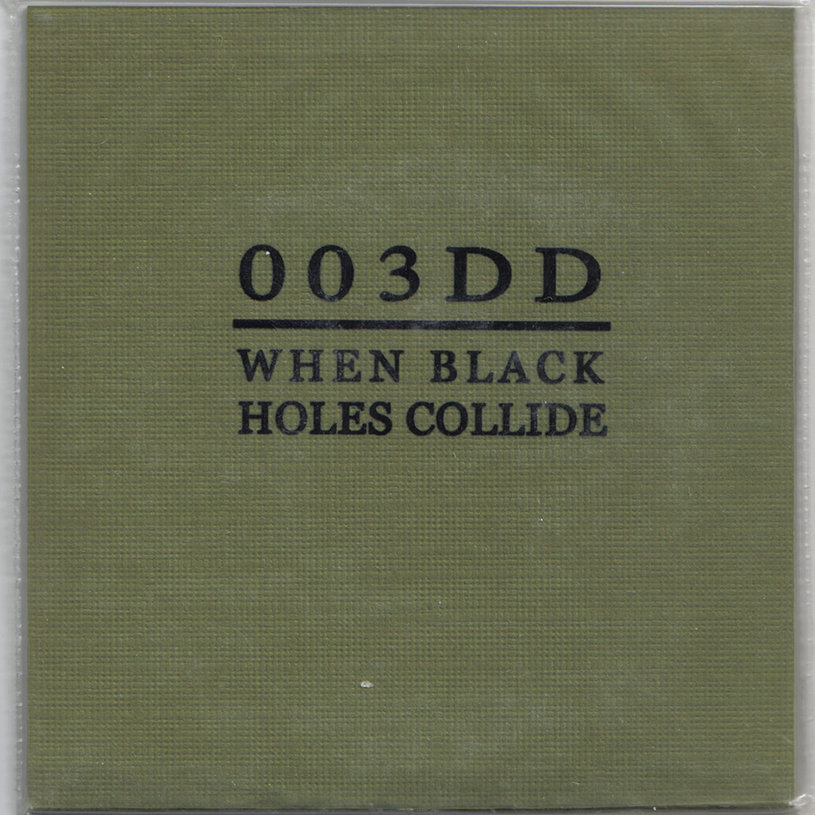 003DD
WHEN BLACK
HOLES COLLIDE